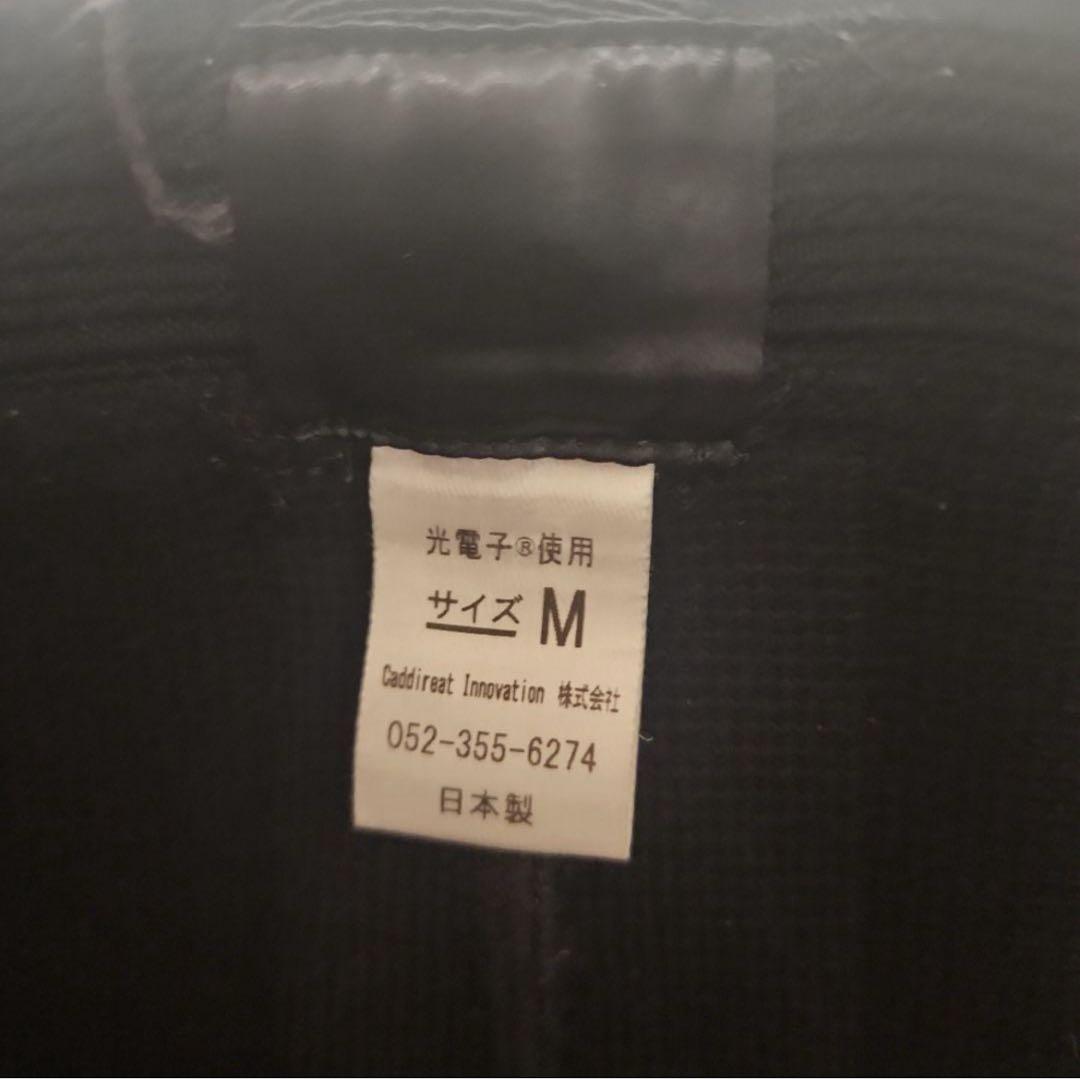 光電子®使用
サイズ M
Caddireat Innovation 株式会社
052-355-6274
日本製